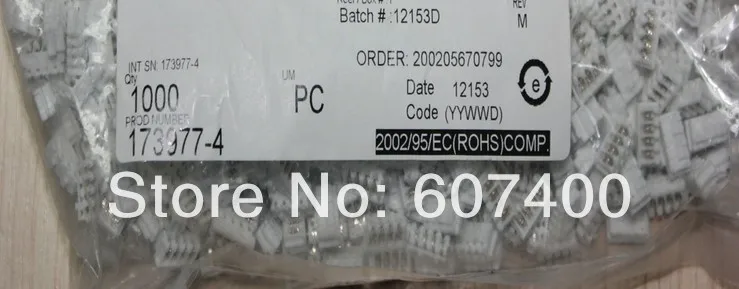 REV
Batch # :12153D
M
INT SN: 173977-4
ORDER: 200205670799
Qty
UM
1000
PC
Date 12153
e
Code (YYWWD)
PROD NUMBER
173977-4
2002/95/EC(ROHS)COMP.
Store No: 607400